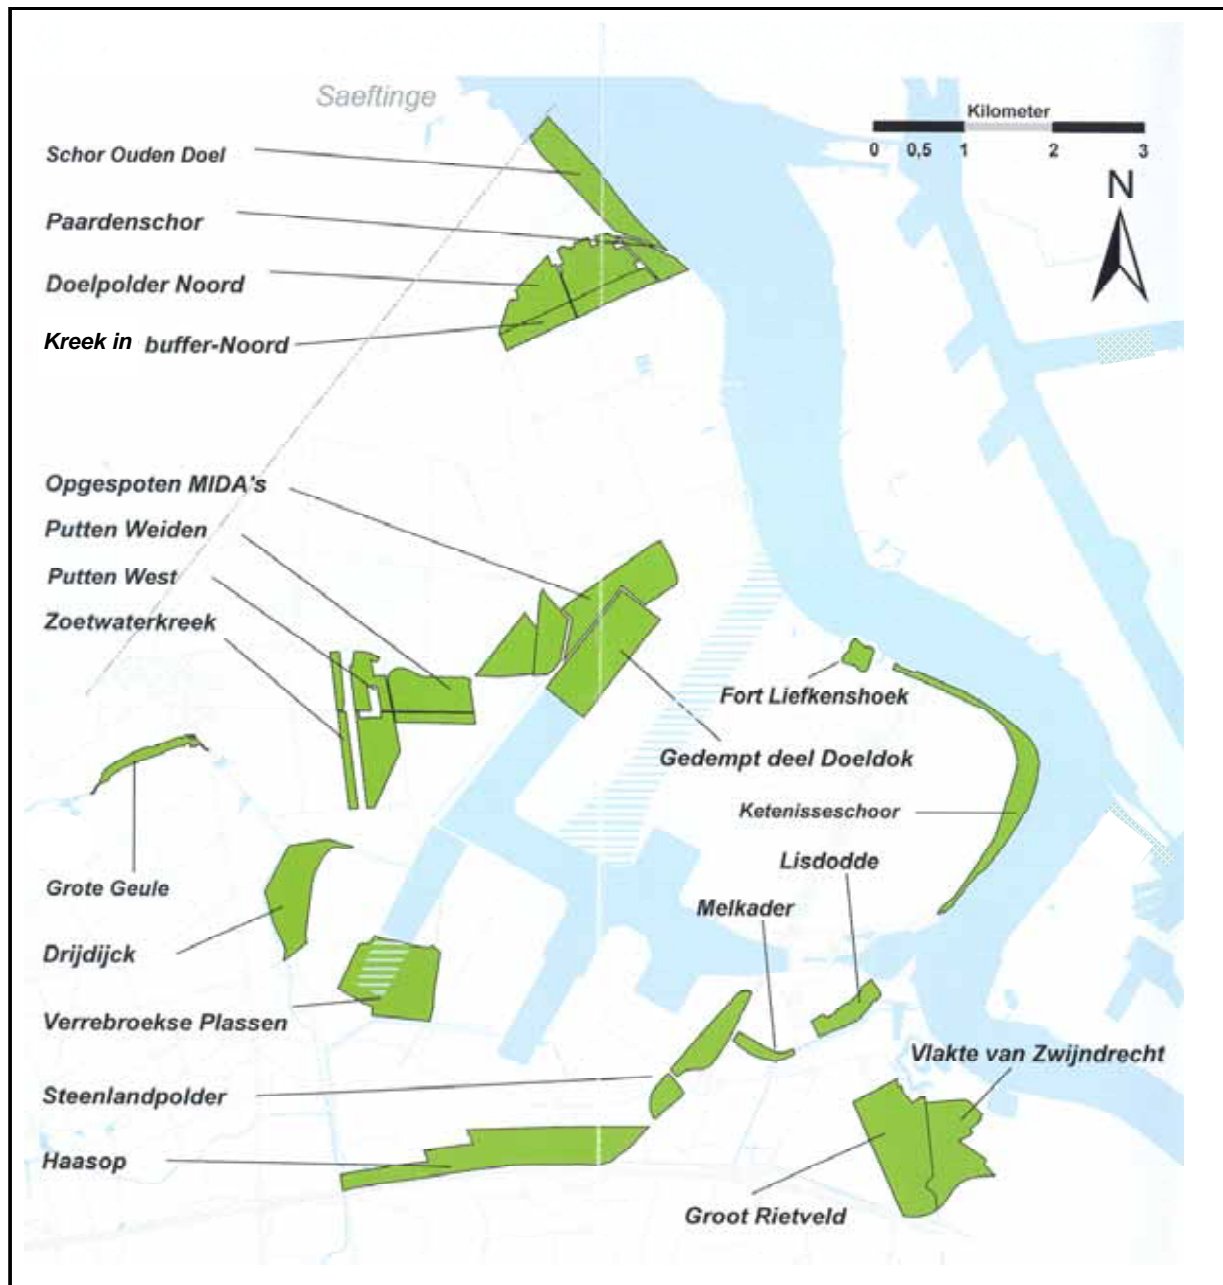 Saeftinge
Kilometer
0 0,5 1 2 3
N
Schor Ouden Doel
Paardenschor
Doelpolder Noord
Kreek in buffer-Noord
Opgespoten MIDA's
Putten Weiden
Putten West
Zoetwaterkreek
Fort Liefkenshoek
Gedempt deel Doeldok
Ketenisseschoor
Lisdodde
Grote Geule
Melkader
Drijdijck
Verrebroekse Plassen
Vlakte van Zwijndrecht
Steenlandpolder
Haasop
Groot Rietveld